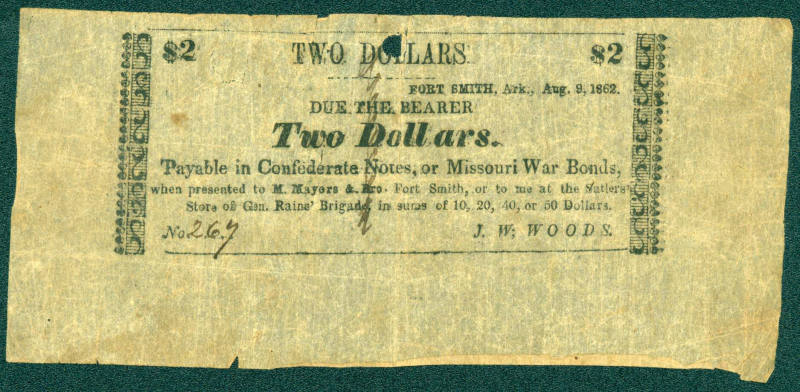 $2 TWO DOLLARS $2
FORT SMITH, Ark., Aug. 9, 1862.
DUE THE BEARER
Two Dollars.
Payable in Confederate Notes, or Missouri War Bonds,
when presented to M. Mayers & Bro. Fort Smith, or to me at the Sutlers
Store of Gen. Rains' Brigade, in sums of 10, 20, 40, or 50 Dollars.
No 267 J. W. WOODS.